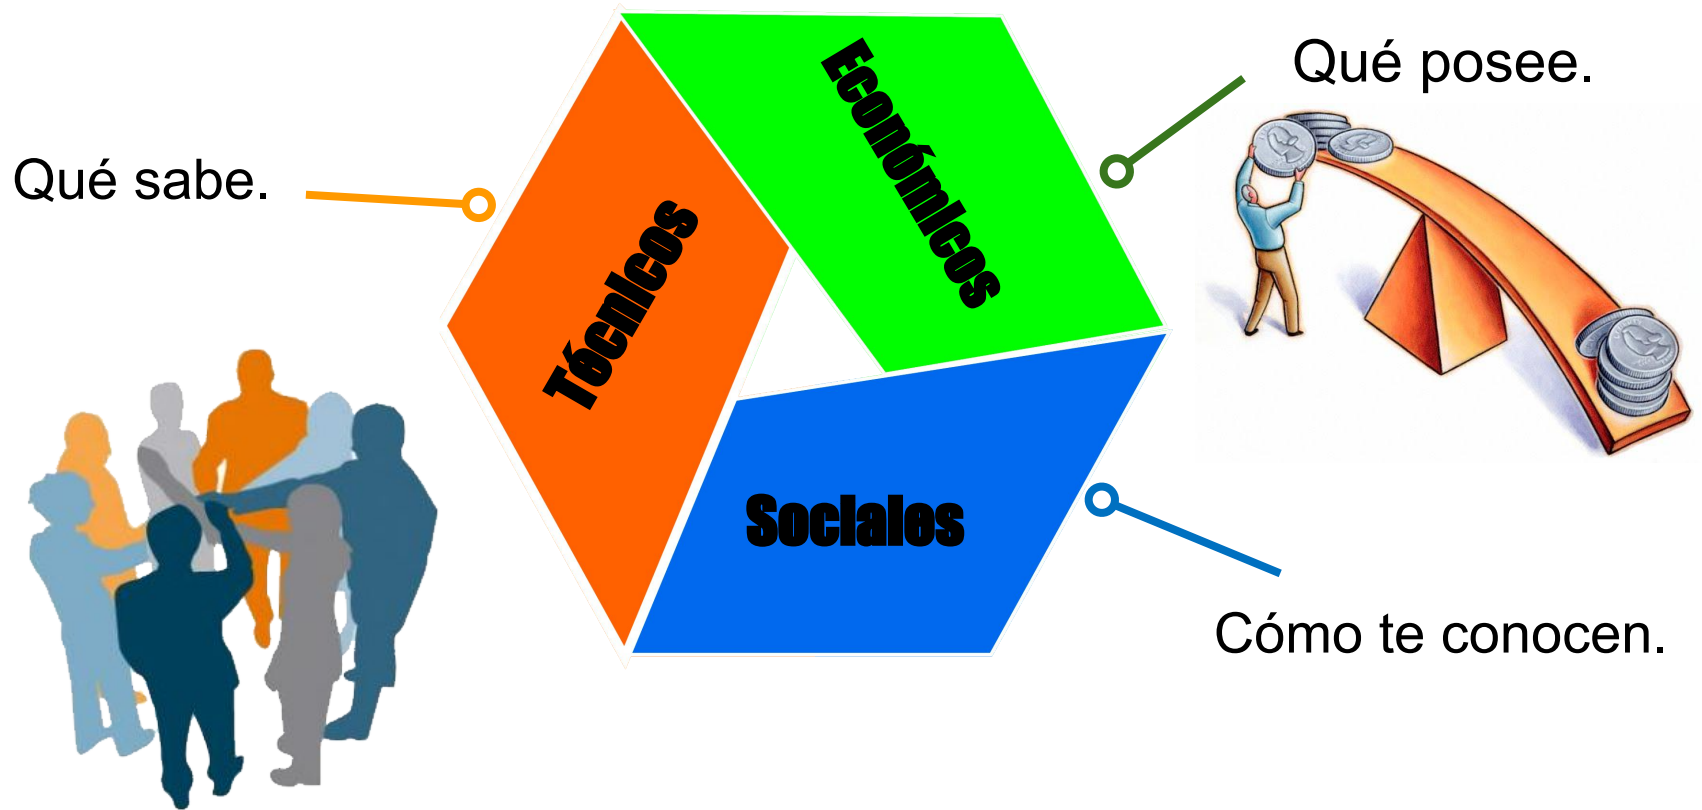 Económicos
Qué posee.
Qué sabe.
Técnicos
Sociales
Cómo te conocen.